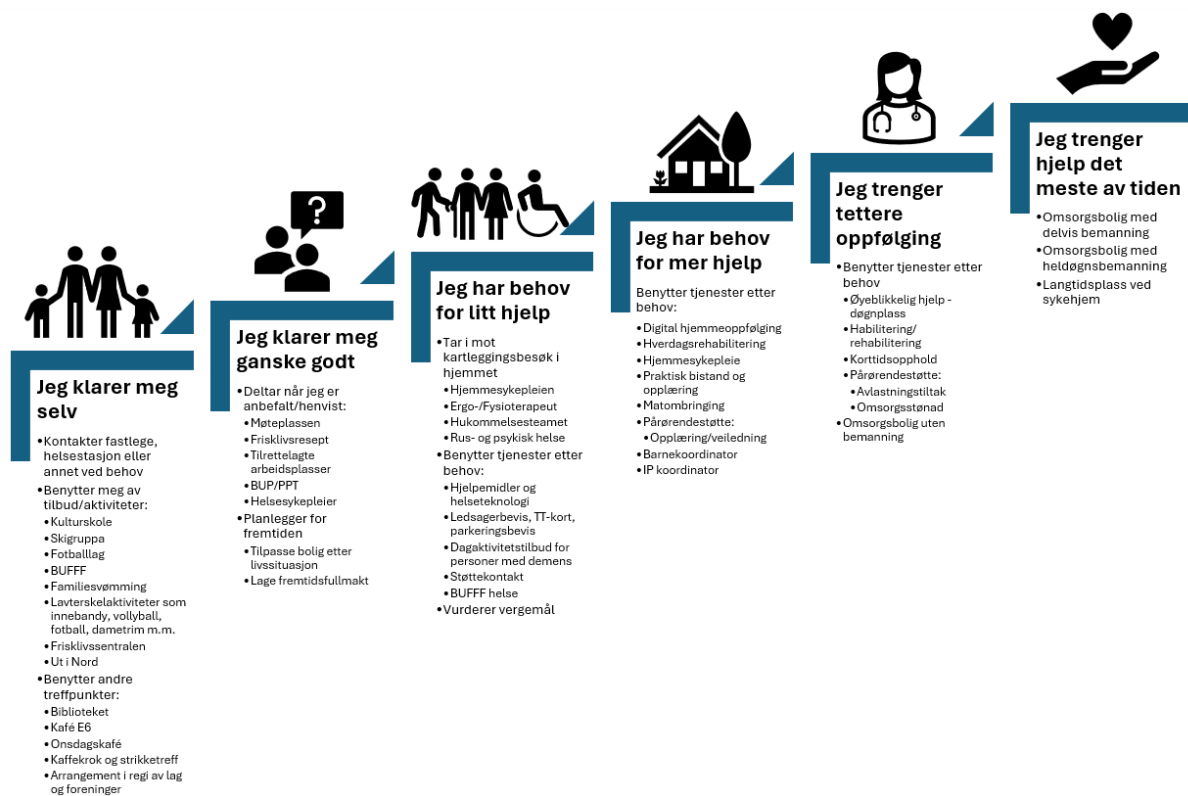 Jeg klarer meg
selv
•Kontakter fastlege,
helsestasjon eller
annet ved behov
•Benytter meg av
tilbud/aktiviteter:
•Kulturskole
•Skigruppa
•Fotballlag
•BUFFF
•Familiesvømming
•Lavterskelaktiviteter som
innebandy, vollyball,
fotball, dametrim m.m.
•Frisklivssentralen
•Ut i Nord
•Benytter andre
treffpunkter:
•Biblioteket
•Kafé E6
•Onsdagskafé
•Kaffekrok og strikketreff
•Arrangement i regi av lag
og foreninger
?
Jeg klarer meg
ganske godt
•Deltar når jeg er
anbefalt/henvist:
•Møteplassen
•Frisklivsresept
•Tilrettelagte
arbeidsplasser
•BUP/PPT
•Helsesykepleier
•Planlegger for
fremtiden
•Tilpasse bolig etter
livssituasjon
•Lage fremtidsfullmakt
Jeg har behov
for litt hjelp
•Tar i mot
kartleggingsbesøk i
hjemmet
•Hjemmesykepleien
•Ergo-/Fysioterapeut
•Hukommelsesteamet
•Rus- og psykisk helse
•Benytter tjenester etter
behov:
•Hjelpemidler og
helseteknologi
•Ledsagerbevis, TT-kort,
parkeringsbevis
•Dagaktivitetstilbud for
personer med demens
•Støttekontakt
•BUFFF helse
•Vurderer vergemål
Jeg har behov
for mer hjelp
Benytter tjenester etter
behov:
•Digital hjemmeoppfølging
•Hverdagsrehabilitering
•Hjemmesykepleie
•Praktisk bistand og
opplæring
•Matombringing
•Pårørendestøtte:
•Opplæring/veiledning
•Barnekoordinator
•IP koordinator
Jeg trenger
tettere
oppfølging
•Benytter tjenester etter
behov
•Øyeblikkelig hjelp -
døgnplass
•Habilitering/
rehabilitering
•Korttidsopphold
•Pårørendestøtte:
•Avlastningstiltak
•Omsorgsstønad
•Omsorgsbolig uten
bemanning
Jeg trenger
hjelp det
meste av tiden
•Omsorgsbolig med
delvis bemanning
•Omsorgsbolig med
heldøgnsbemanning
•Langtidsplass ved
sykehjem